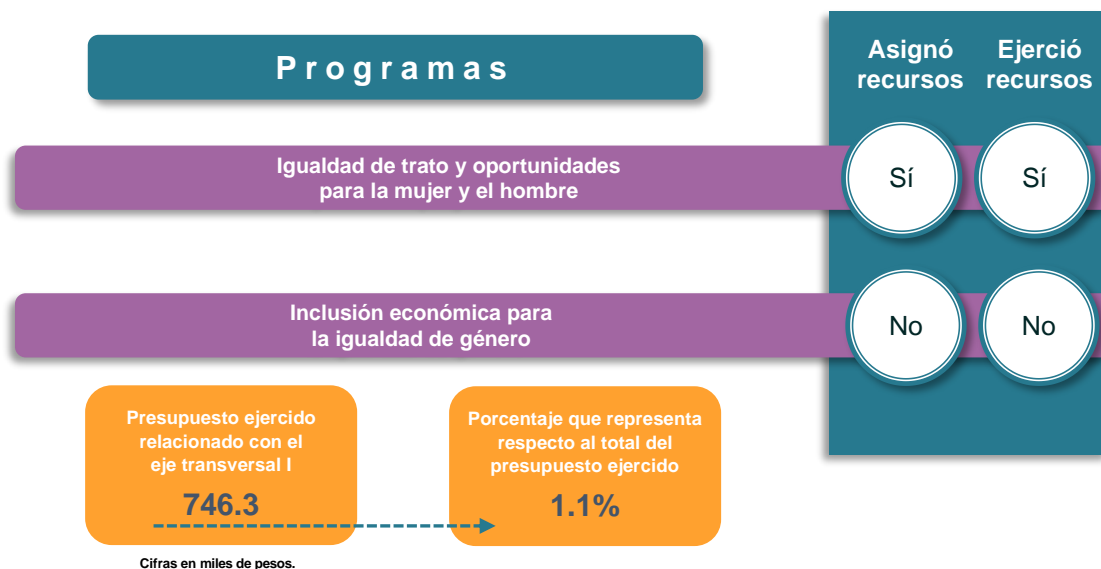 Programas
Asignó
recursos
Ejerció
recursos
Igualdad de trato y oportunidades
para la mujer y el hombre
Sí
Sí
Inclusión económica para
la igualdad de género
No
No
Presupuesto ejercido
relacionado con el
eje transversal I
746.3
Porcentaje que representa
respecto al total del
presupuesto ejercido
1.1%
Cifras en miles de pesos.